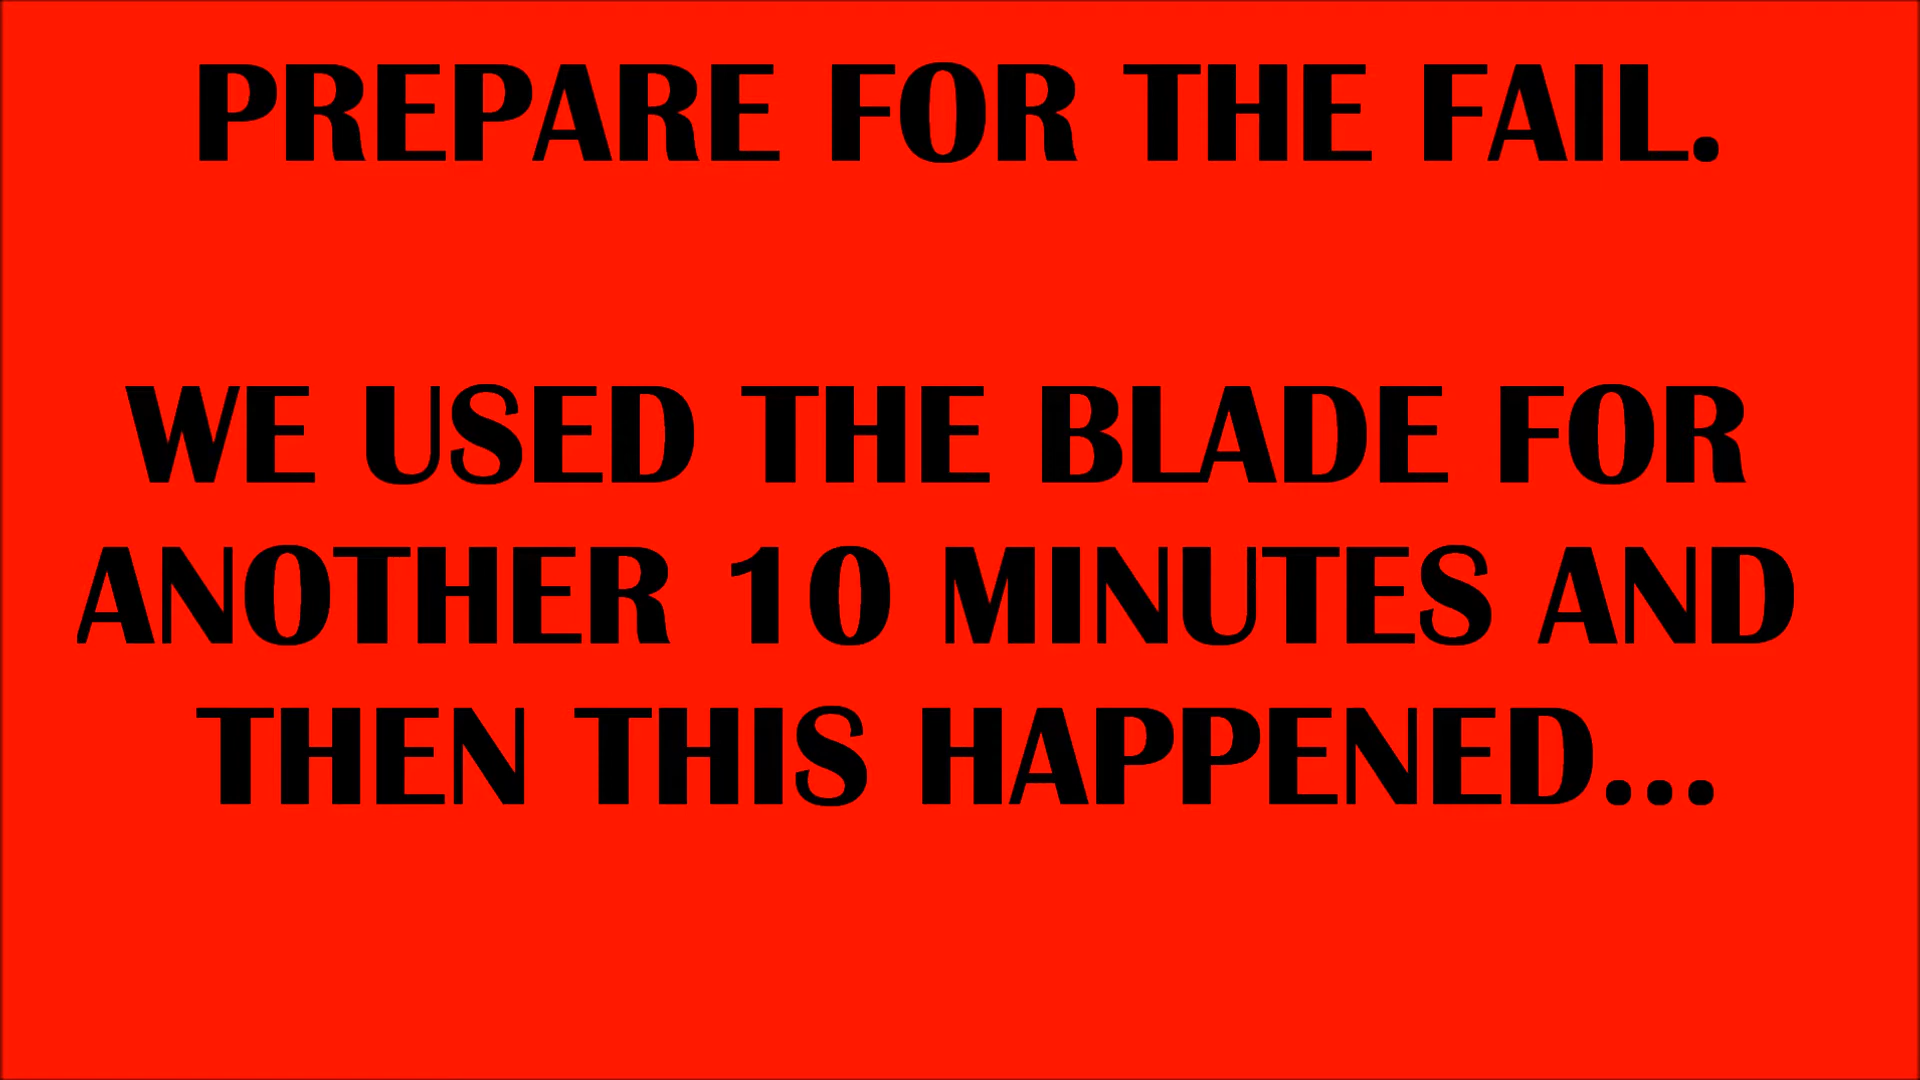 PREPARE FOR THE FAIL.
WE USED THE BLADE FOR
ANOTHER 10 MINUTES AND
THEN THIS HAPPENED...